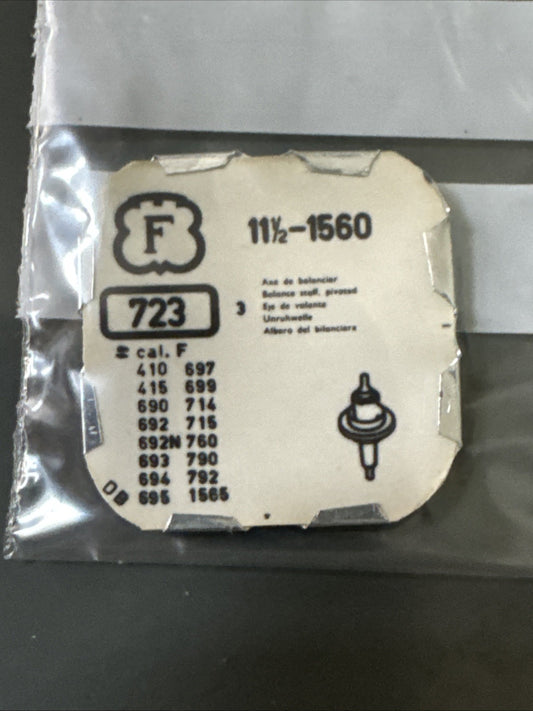 F
11½-1560
723
3
Axe de balancier
Balance staff, pivoted
Eje de volante
Unruhwelle
Albero del bilanciere
= cal. F
410 697
415 699
690 714
692 715
692N 760
693 790
694 792
695 1565
DB